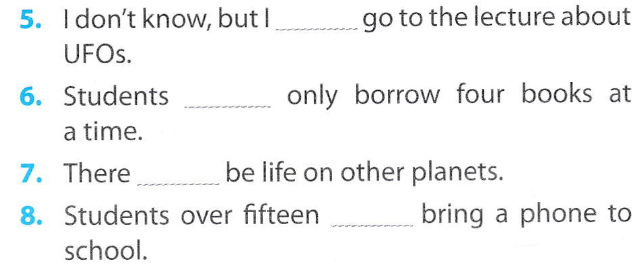 5. I don't know, but I ________ go to the lecture about
UFOs.
6. Students ________ only borrow four books at
a time.
7. There ________ be life on other planets.
8. Students over fifteen ________ bring a phone to
school.